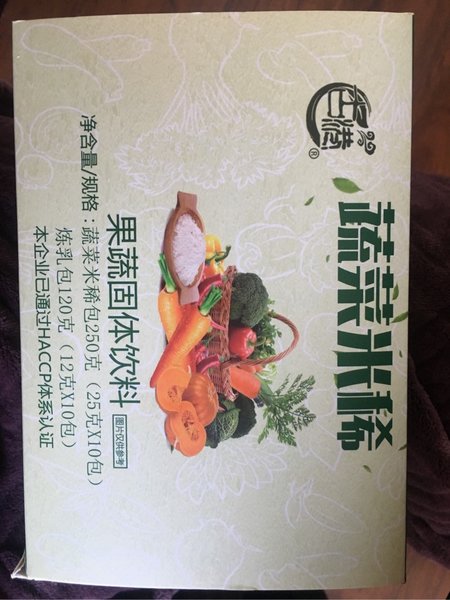 香港®
蔬菜米稀
果蔬固体饮料
图片仅供参考
净含量/规格：蔬菜米稀包250克（25克X10包）
炼乳包120克（12克X10包）
本企业已通过HACCP体系认证